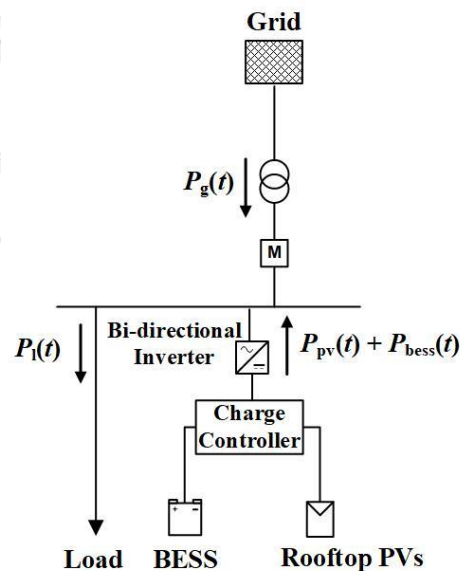 Grid
P_g(t)
M
P_l(t)
Bi-directional
Inverter
P_pv(t) + P_bess(t)
Charge
Controller
+ −
Load
BESS
Rooftop PVs